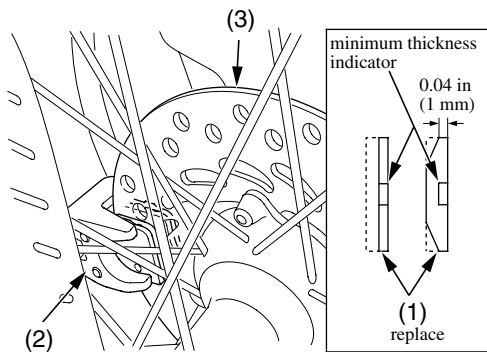 (3)
minimum thickness
indicator
0.04 in
(1 mm)
(2)
(1)
replace